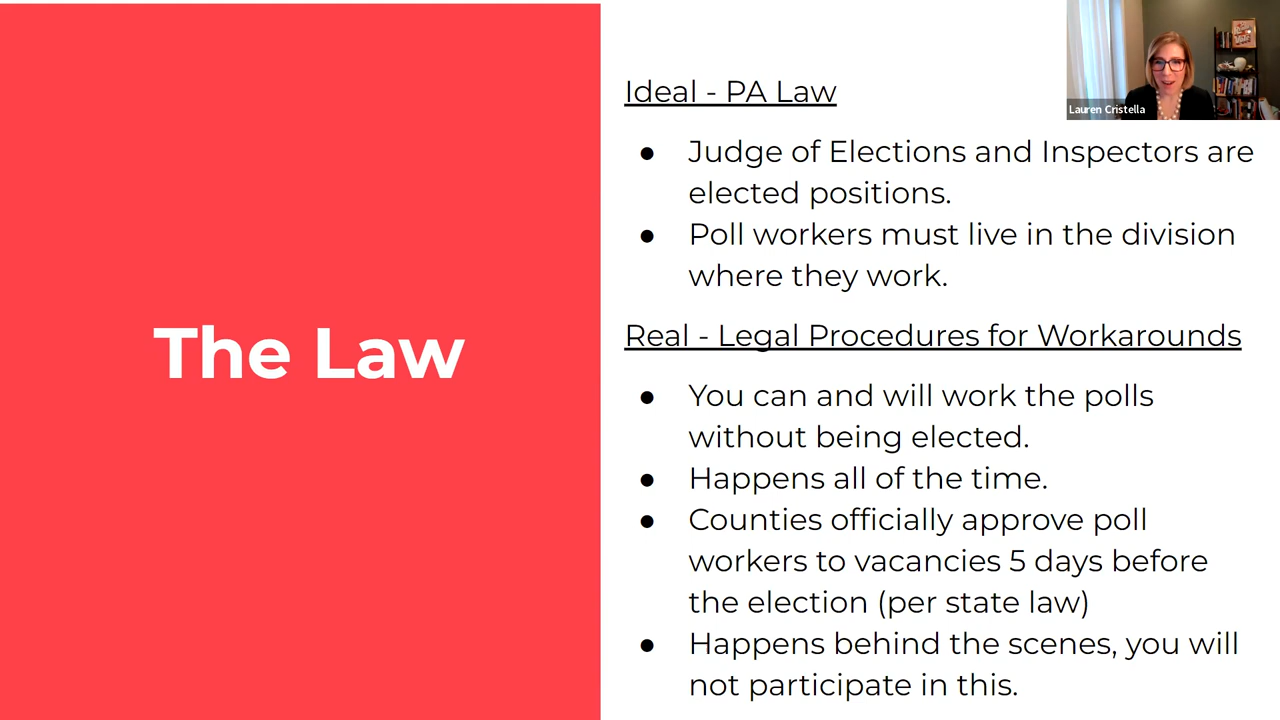 The Law
Ideal - PA Law
● Judge of Elections and Inspectors are
elected positions.
● Poll workers must live in the division
where they work.
Real - Legal Procedures for Workarounds
● You can and will work the polls
without being elected.
● Happens all of the time.
● Counties officially approve poll
workers to vacancies 5 days before
the election (per state law)
● Happens behind the scenes, you will
not participate in this.
Lauren Cristella